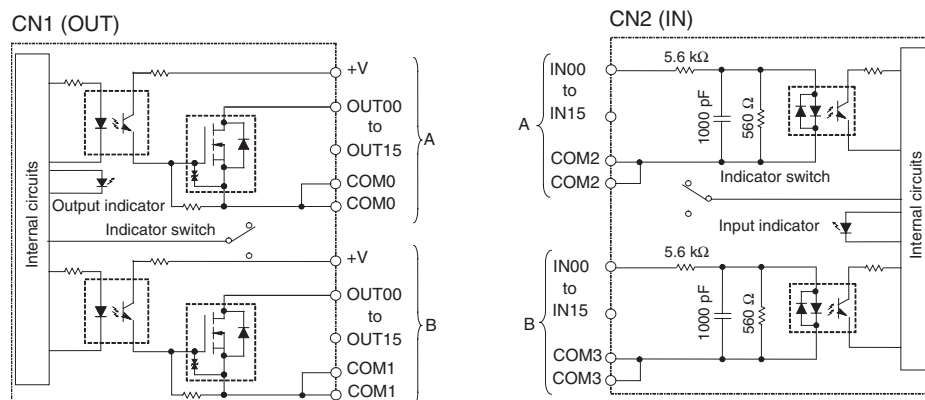 CN1 (OUT)
Internal circuits
+V
OUT00
to
OUT15
COM0
COM0
A
Output indicator
Indicator switch
+V
OUT00
to
OUT15
COM1
COM1
B
CN2 (IN)
A
IN00
to
IN15
COM2
COM2
5.6 kΩ
1000 pF
560 Ω
Indicator switch
Input indicator
Internal circuits
B
IN00
to
IN15
COM3
COM3
5.6 kΩ
1000 pF
560 Ω